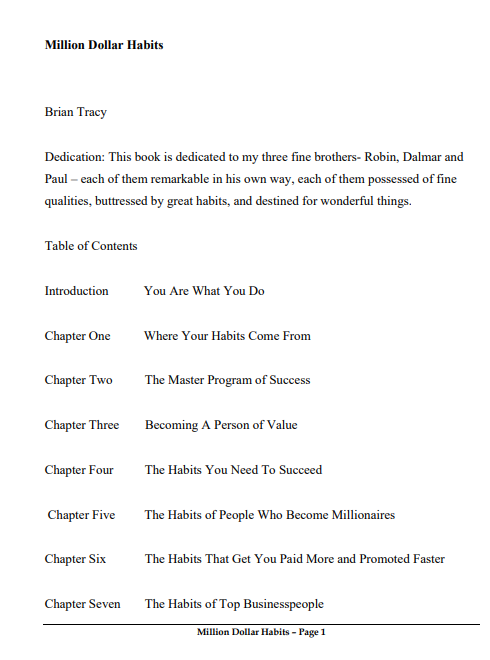 Million Dollar Habits
Brian Tracy
Dedication: This book is dedicated to my three fine brothers- Robin, Dalmar and
Paul – each of them remarkable in his own way, each of them possessed of fine
qualities, buttressed by great habits, and destined for wonderful things.
Table of Contents
Introduction You Are What You Do
Chapter One Where Your Habits Come From
Chapter Two The Master Program of Success
Chapter Three Becoming A Person of Value
Chapter Four The Habits You Need To Succeed
Chapter Five The Habits of People Who Become Millionaires
Chapter Six The Habits That Get You Paid More and Promoted Faster
Chapter Seven The Habits of Top Businesspeople
Million Dollar Habits – Page 1